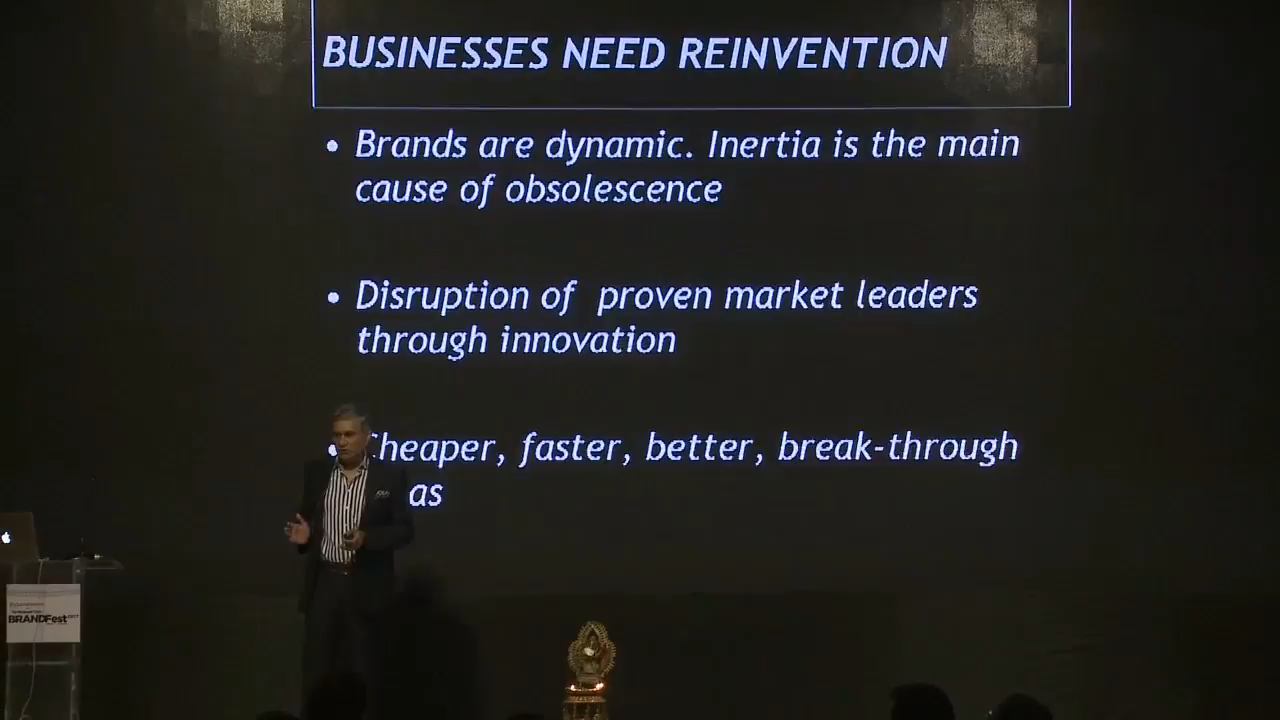 BUSINESSES NEED REINVENTION
• Brands are dynamic. Inertia is the main
cause of obsolescence
• Disruption of proven market leaders
through innovation
• Cheaper, faster, better, break-through
as
BRANDFest